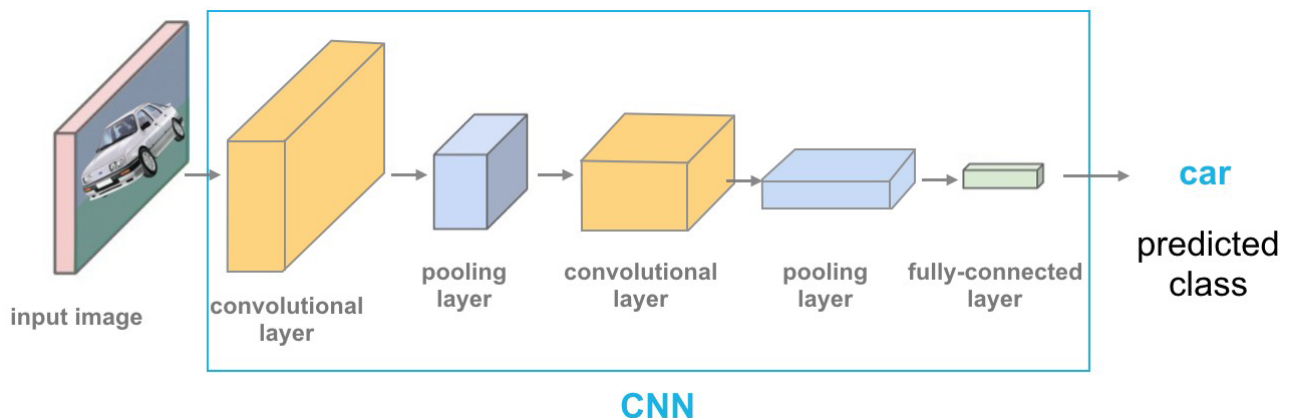 input image
convolutional
layer
pooling
layer
convolutional
layer
pooling
layer
fully-connected
layer
car
predicted
class
CNN